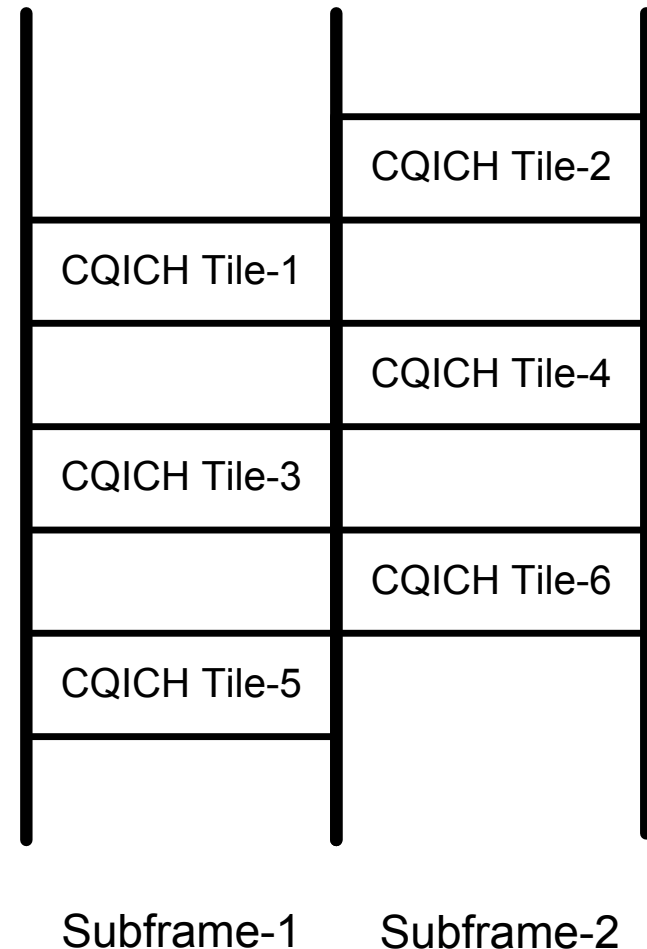 CQICH Tile-2
CQICH Tile-1
CQICH Tile-4
CQICH Tile-3
CQICH Tile-6
CQICH Tile-5
Subframe-1
Subframe-2